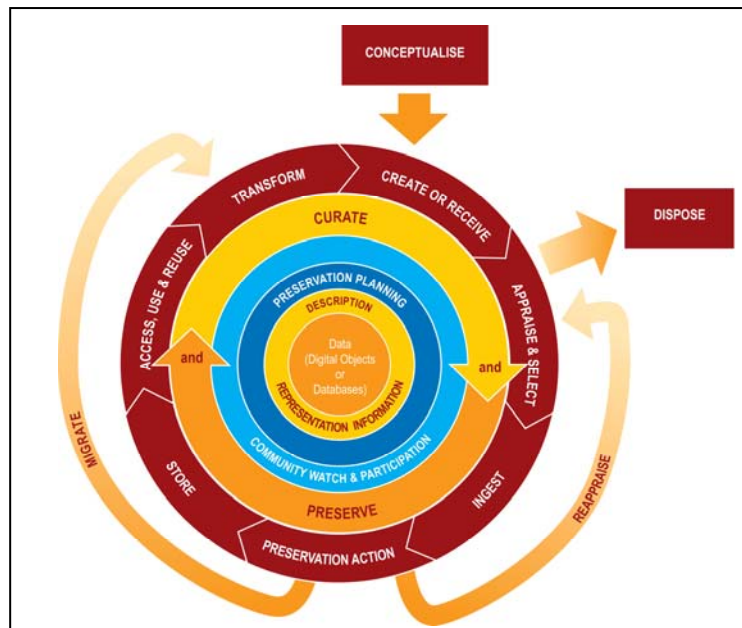 CONCEPTUALISE
TRANSFORM
CREATE OR RECEIVE
DISPOSE
CURATE
ACCESS, USE & REUSE
APPRAISE & SELECT
PRESERVATION PLANNING
DESCRIPTION
and
Data
(Digital Objects
or
Databases)
and
REPRESENTATION INFORMATION
COMMUNITY WATCH & PARTICIPATION
MIGRATE
STORE
PRESERVE
INGEST
REAPPRAISE
PRESERVATION ACTION